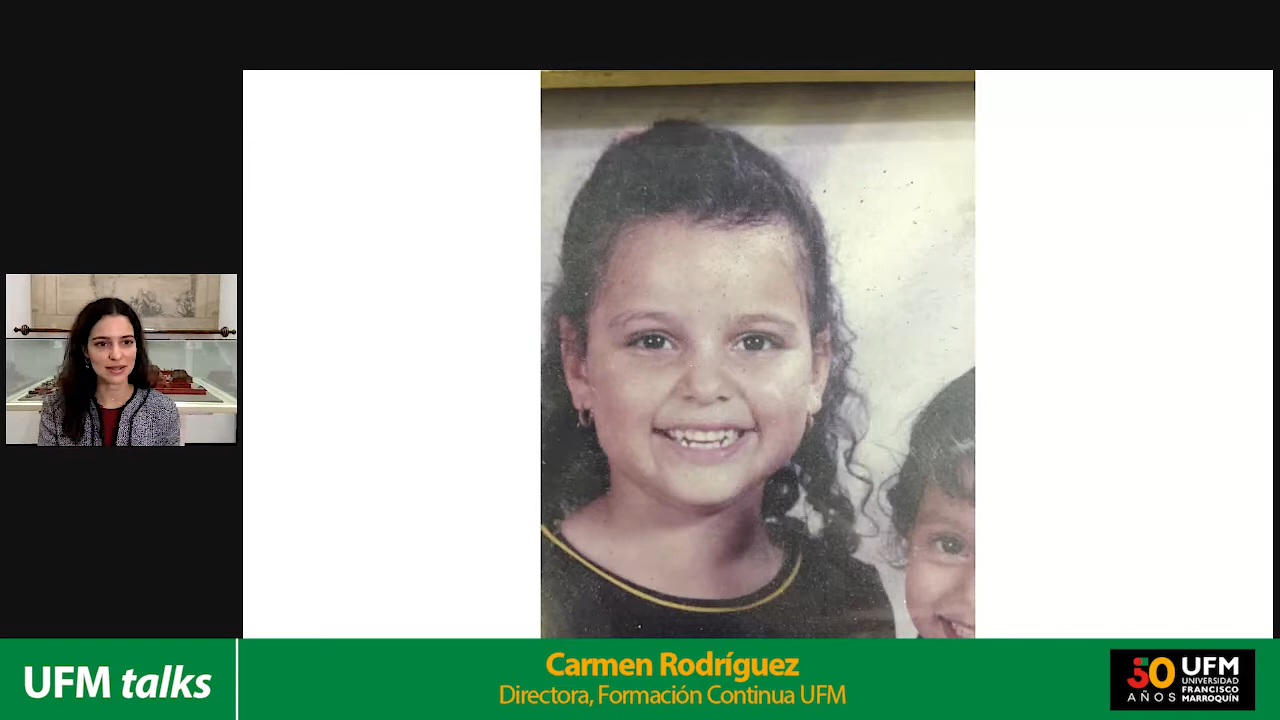 UFM talks
Carmen Rodríguez
Directora, Formación Continua UFM
50
AÑOS
UFM
UNIVERSIDAD
FRANCISCO
MARROQUÍN